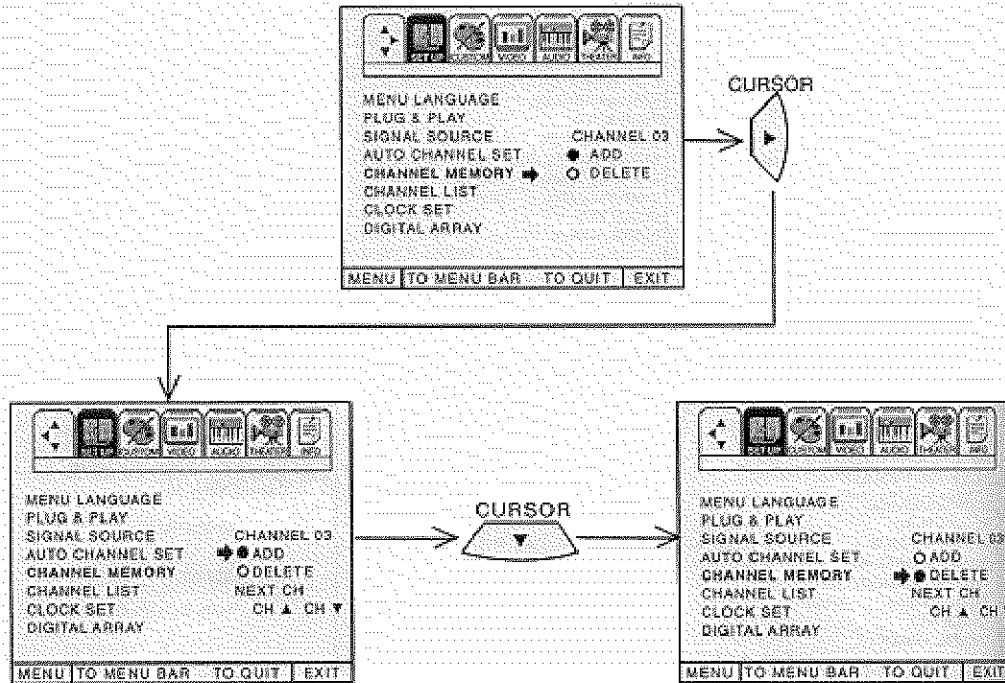 SET UP CUSTOM VIDEO AUDIO THEATER INFO
MENU LANGUAGE
PLUG & PLAY
SIGNAL SOURCE CHANNEL 03
AUTO CHANNEL SET ● ADD
CHANNEL MEMORY ➡ ○ DELETE
CHANNEL LIST
CLOCK SET
DIGITAL ARRAY
MENU TO MENU BAR TO QUIT EXIT
CURSOR
SET UP CUSTOM VIDEO AUDIO THEATER INFO
MENU LANGUAGE
PLUG & PLAY
SIGNAL SOURCE CHANNEL 03
AUTO CHANNEL SET ➡ ● ADD
CHANNEL MEMORY ○ DELETE
CHANNEL LIST NEXT CH
CLOCK SET CH ▲ CH ▼
DIGITAL ARRAY
MENU TO MENU BAR TO QUIT EXIT
CURSOR
SET UP CUSTOM VIDEO AUDIO THEATER INFO
MENU LANGUAGE
PLUG & PLAY
SIGNAL SOURCE CHANNEL 03
AUTO CHANNEL SET ○ ADD
CHANNEL MEMORY ➡ ● DELETE
CHANNEL LIST NEXT CH
CLOCK SET CH ▲ CH
DIGITAL ARRAY
MENU TO MENU BAR TO QUIT EXIT